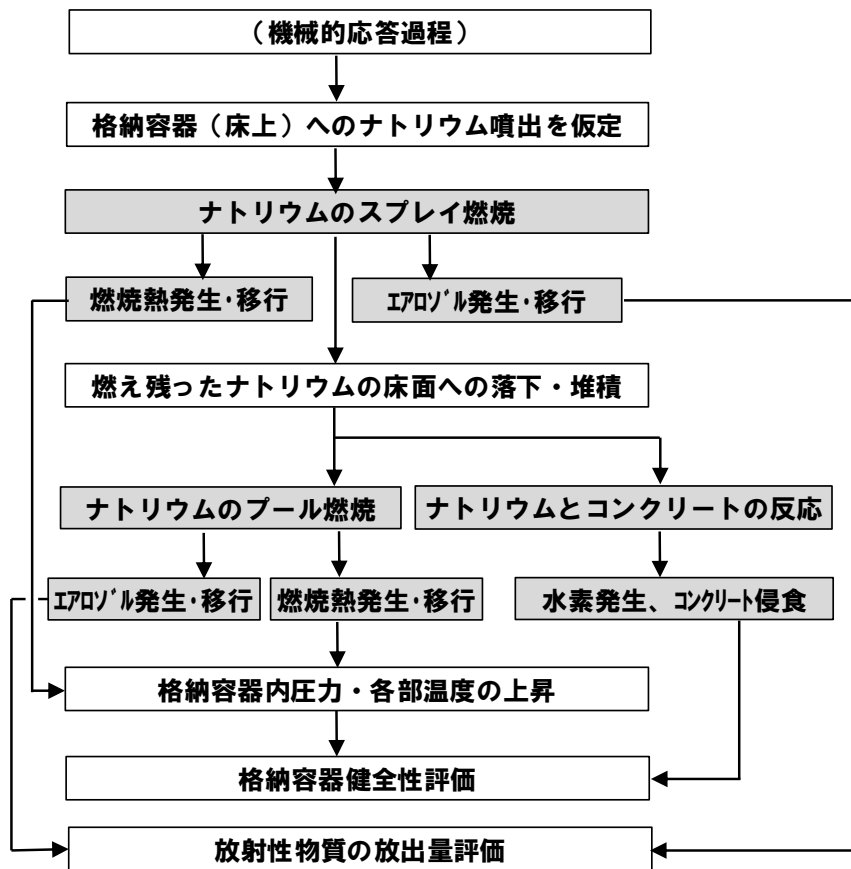 (機械的応答過程)
格納容器(床上)へのナトリウム噴出を仮定
ナトリウムのスプレイ燃焼
燃焼熱発生・移行
エアロゾル発生・移行
燃え残ったナトリウムの床面への落下・堆積
ナトリウムのプール燃焼
ナトリウムとコンクリートの反応
エアロゾル発生・移行
燃焼熱発生・移行
水素発生、コンクリート侵食
格納容器内圧力・各部温度の上昇
格納容器健全性評価
放射性物質の放出量評価